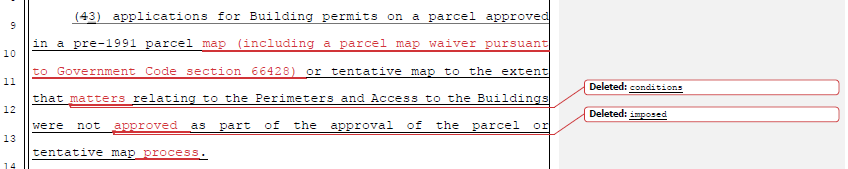 9 (43) applications for Building permits on a parcel approved
10 in a pre-1991 parcel map (including a parcel map waiver pursuant
11 to Government Code section 66428) or tentative map to the extent
12 that matters relating to the Perimeters and Access to the Buildings
Deleted: conditions
13 were not approved as part of the approval of the parcel or
Deleted: imposed
14 tentative map process.